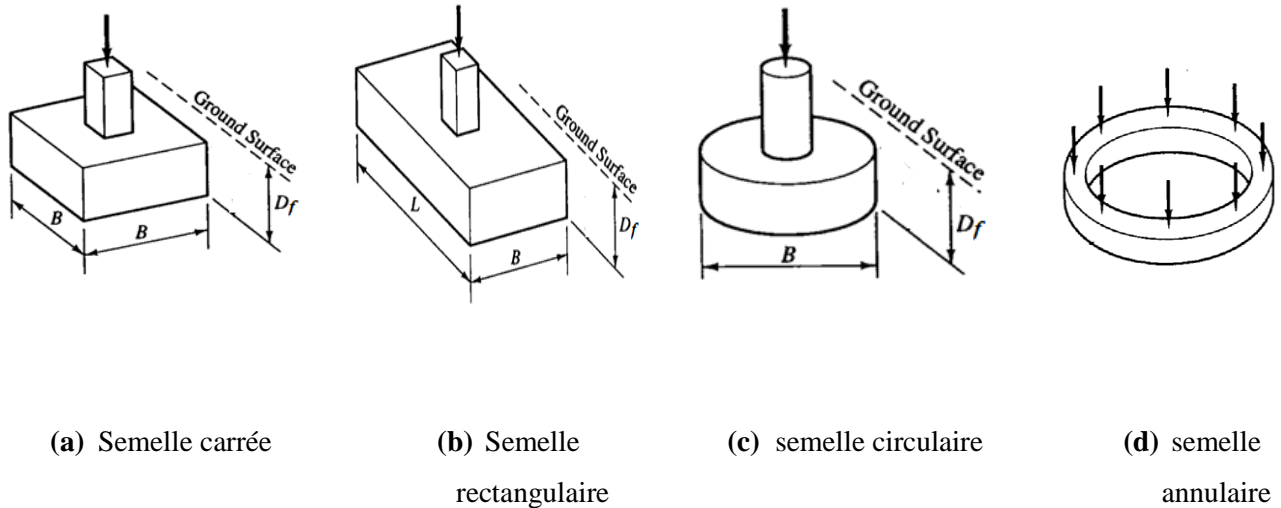 Ground Surface
Df
B
B
Ground Surface
Df
L
B
Ground Surface
Df
B
(a) Semelle carrée
(b) Semelle
rectangulaire
(c) semelle circulaire
(d) semelle
annulaire